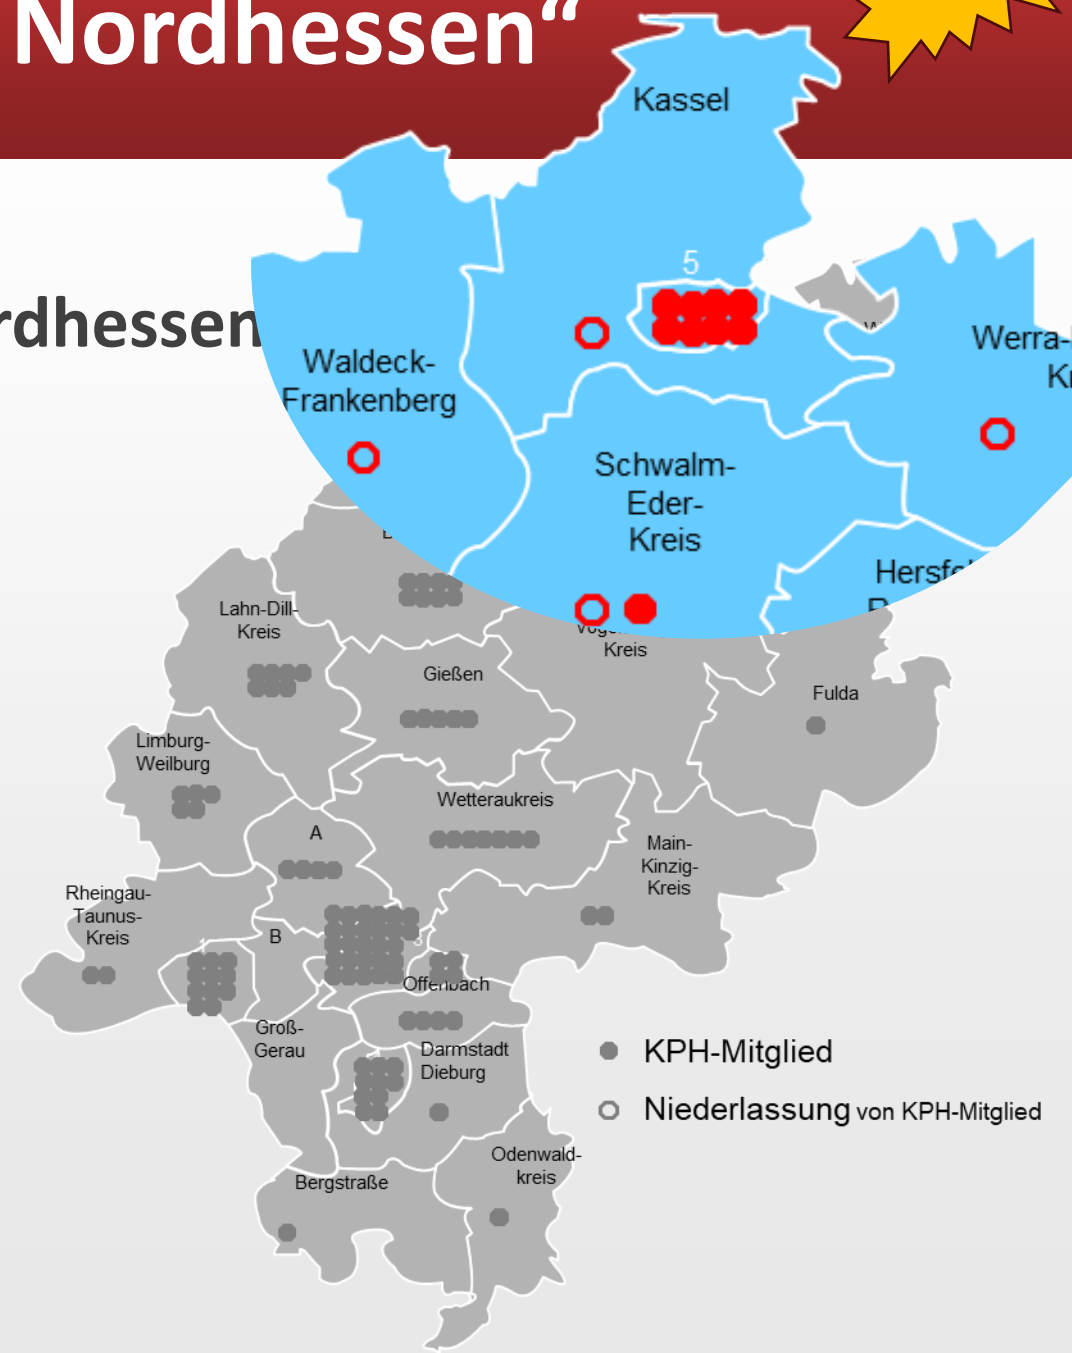 Nordhessen“
Kassel
5
rdhessen
Waldeck-
Frankenberg
Werra-
Schwalm-
Eder-
Kreis
Kreis
Lahn-Dill-
Kreis
Gießen
Fulda
Limburg-
Weilburg
Wetteraukreis
A
Main-
Kinzig-
Kreis
Rheingau-
Taunus-
Kreis
B
Offenbach
Groß-
Gerau
Darmstadt
Dieburg
KPH-Mitglied
Niederlassung von KPH-Mitglied
Odenwald-
kreis
Bergstraße